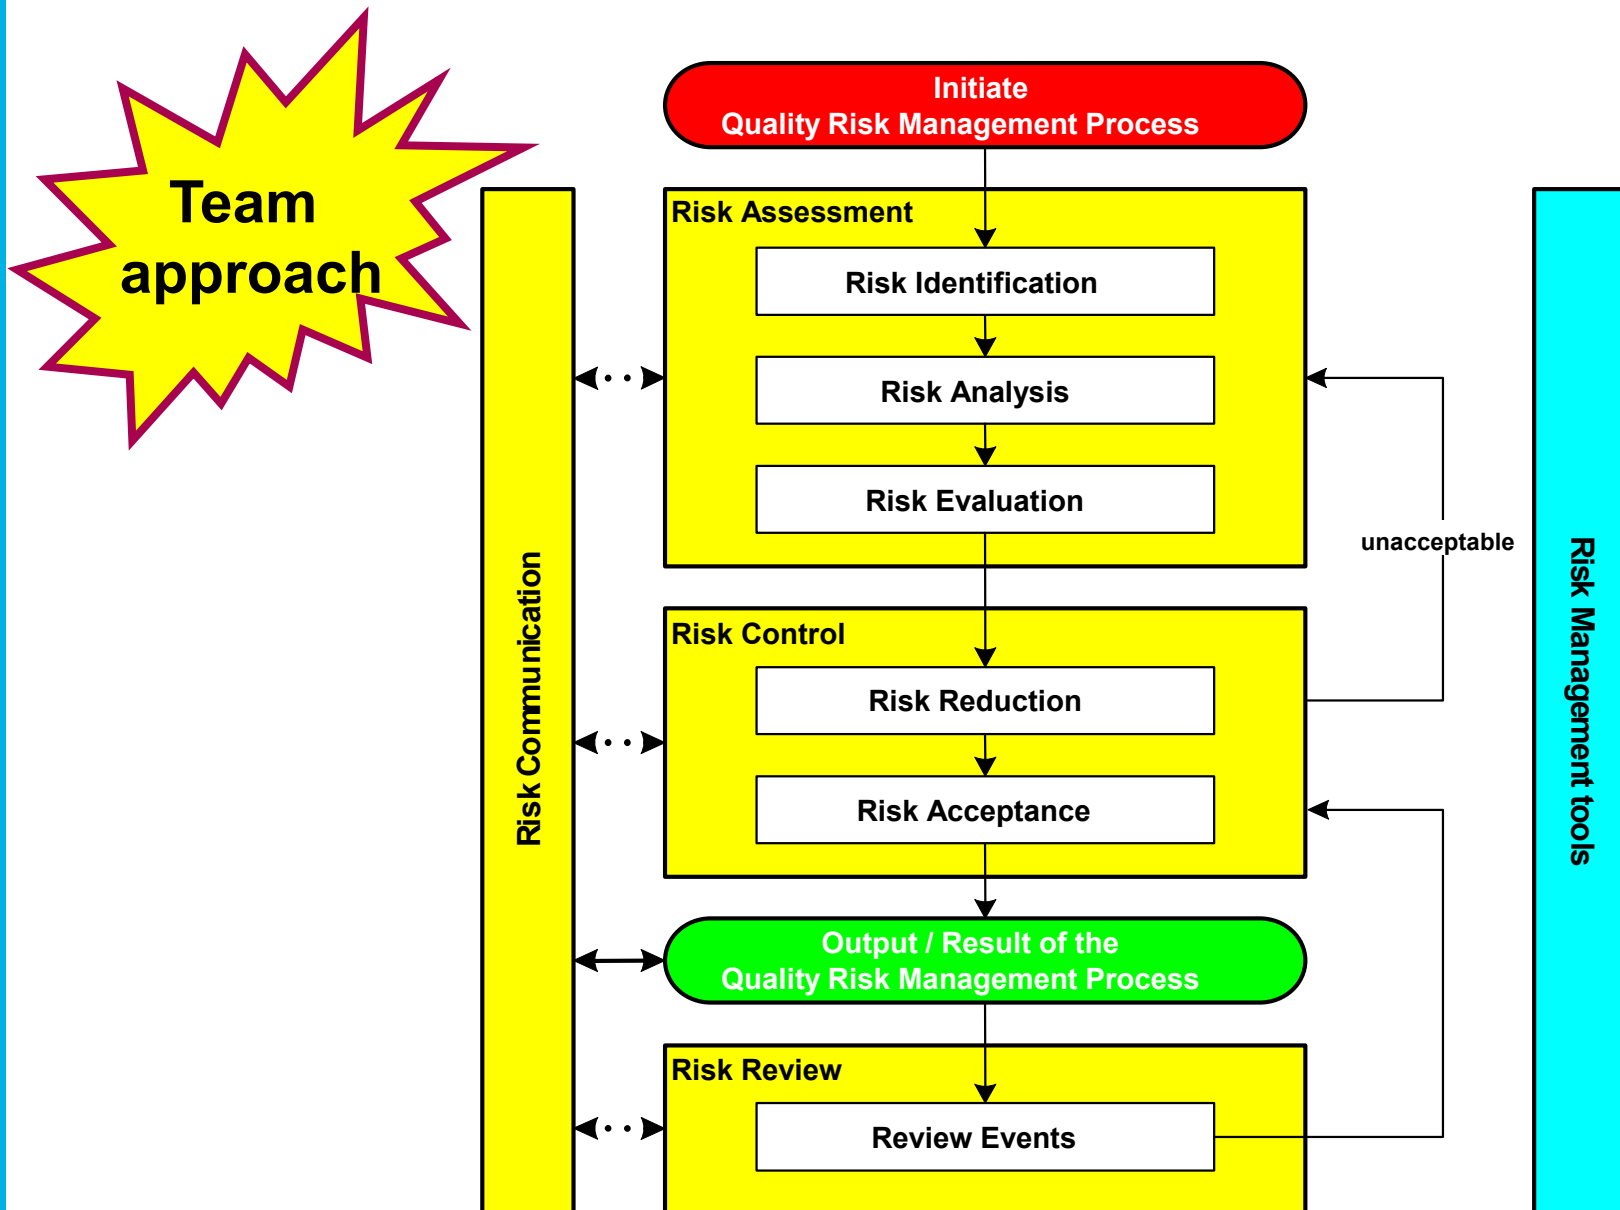 Team
approach
Initiate
Quality Risk Management Process
Risk Assessment
Risk Identification
Risk Analysis
Risk Evaluation
unacceptable
Risk Communication
Risk Management tools
Risk Control
Risk Reduction
Risk Acceptance
Output / Result of the
Quality Risk Management Process
Risk Review
Review Events